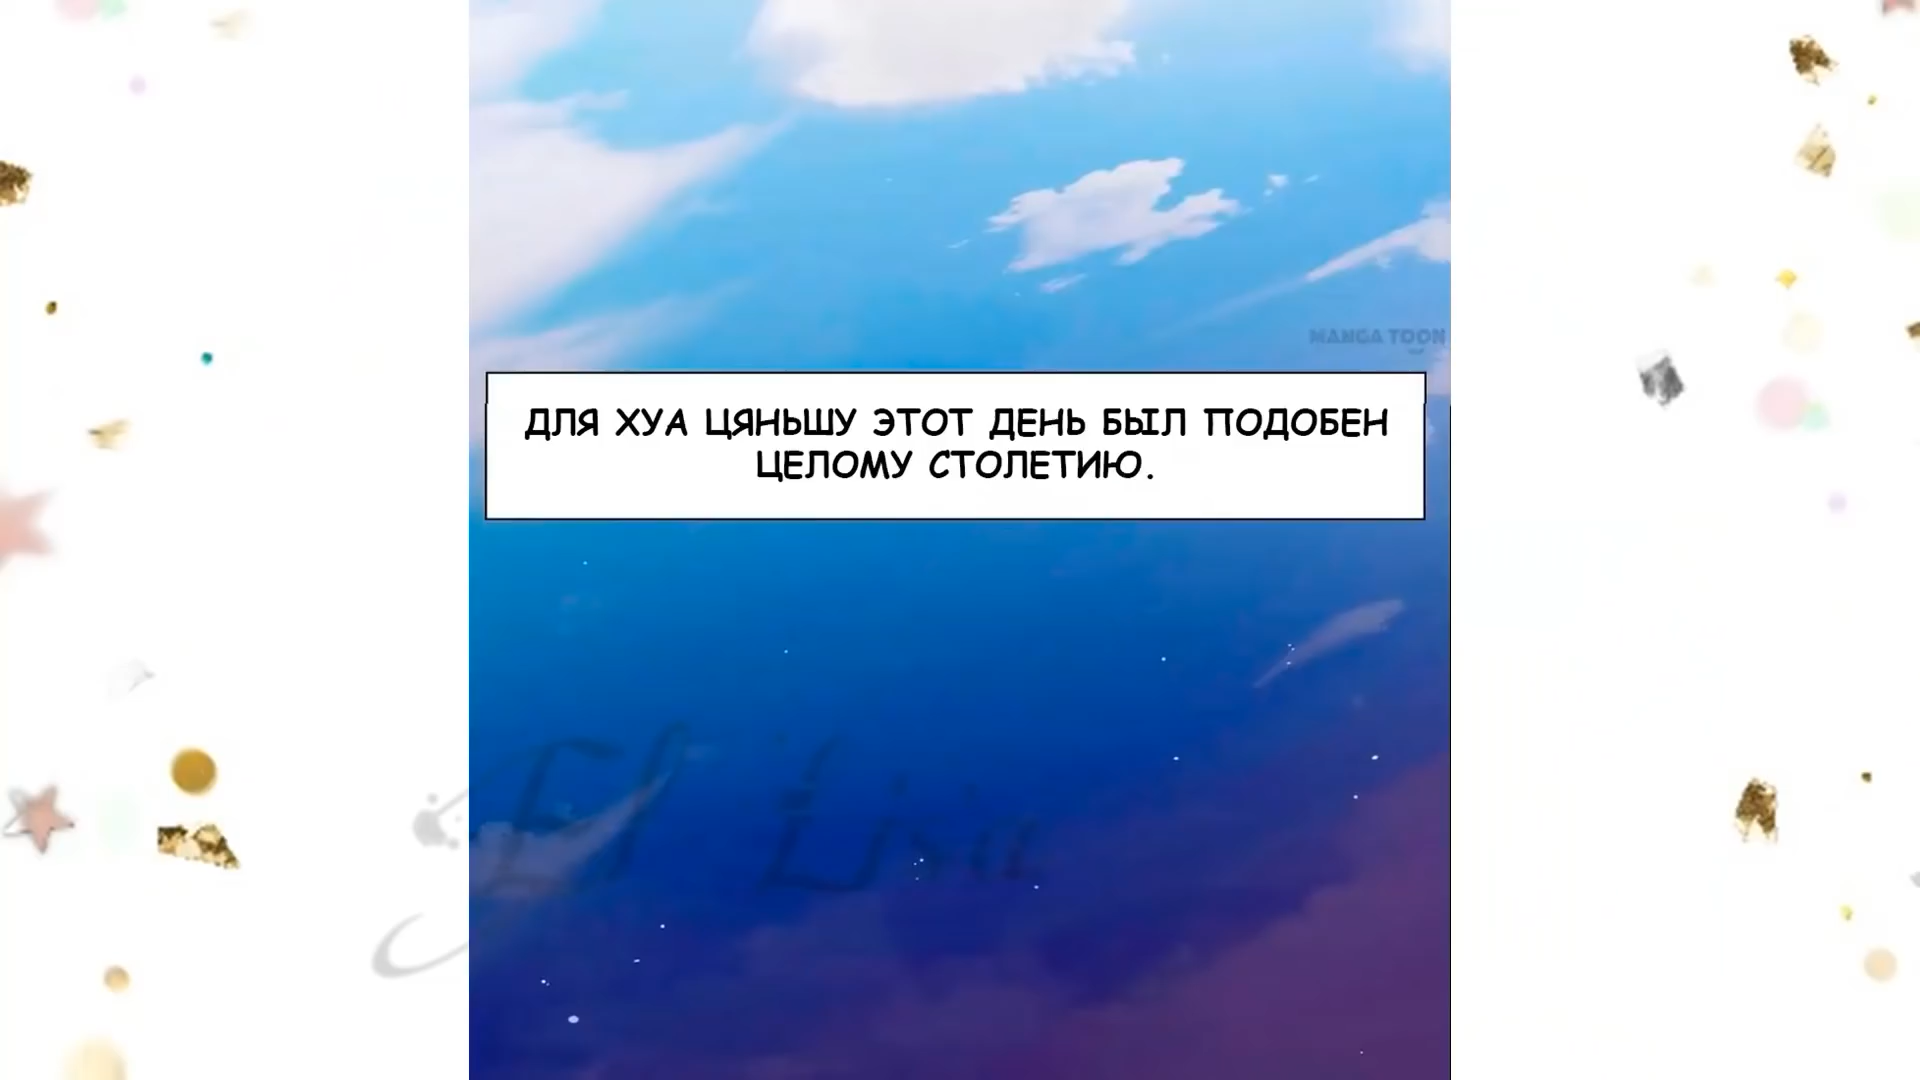 MANGA TOON
ДЛЯ ХУА ЦЯНЬШУ ЭТОТ ДЕНЬ БЫЛ ПОДОБЕН
ЦЕЛОМУ СТОЛЕТИЮ.